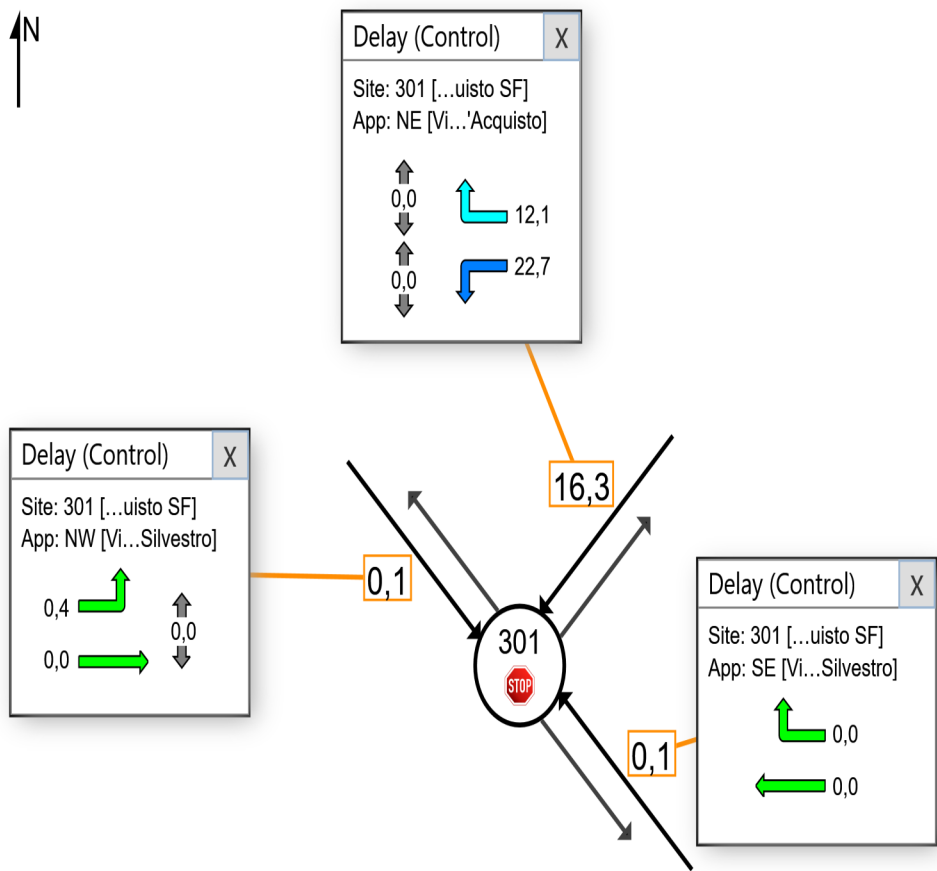 N
Delay (Control) X
Site: 301 [...uisto SF]
App: NE [Vi...'Acquisto]
0,0
12,1
0,0
22,7
Delay (Control) X
Site: 301 [...uisto SF]
App: NW [Vi...Silvestro]
0,4
0,0
0,0
16,3
0,1
301
STOP
0,1
Delay (Control) X
Site: 301 [...uisto SF]
App: SE [Vi...Silvestro]
0,0
0,0